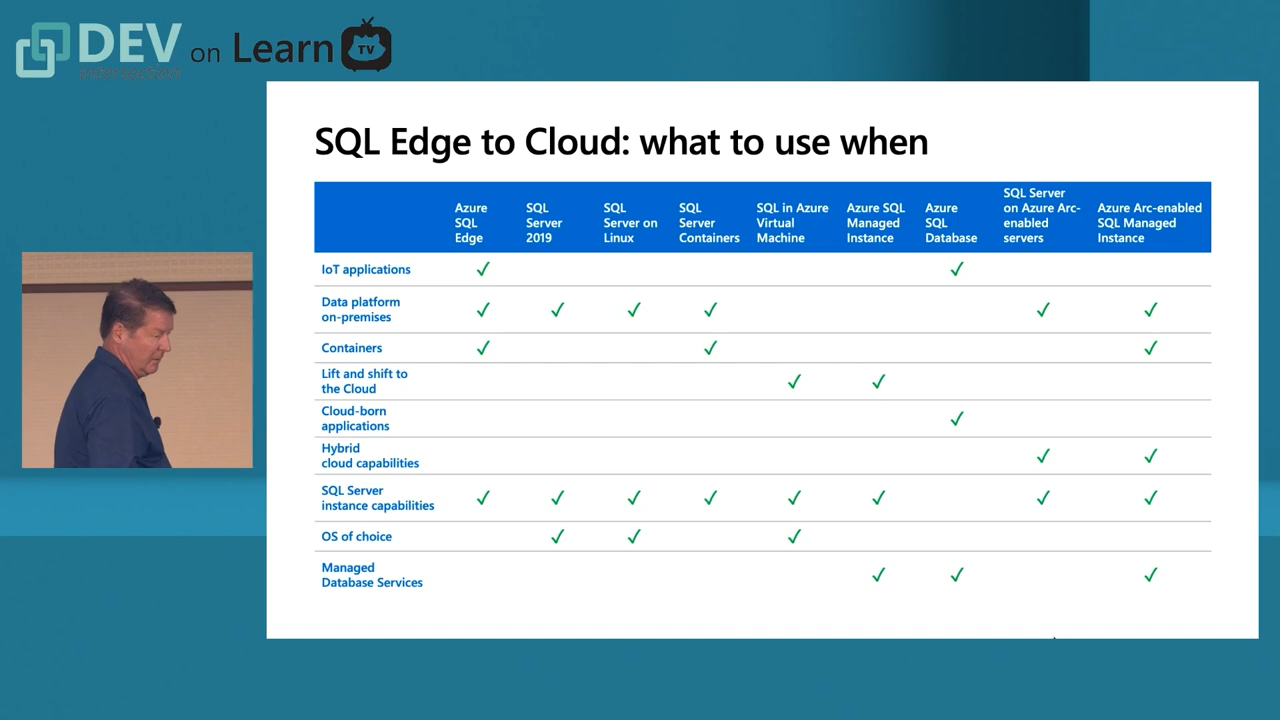 DEV on Learn TV
intersection
SQL Edge to Cloud: what to use when
Azure
SQL
Edge
SQL
Server
2019
SQL
Server on
Linux
SQL
Server
Containers
SQL in Azure
Virtual
Machine
Azure SQL
Managed
Instance
Azure
SQL
Database
SQL Server
on Azure Arc-
enabled
servers
Azure Arc-enabled
SQL Managed
Instance
IoT applications ✓ ✓
Data platform
on-premises ✓ ✓ ✓ ✓ ✓ ✓
Containers ✓ ✓ ✓
Lift and shift to
the Cloud ✓ ✓
Cloud-born
applications ✓
Hybrid
cloud capabilities ✓ ✓
SQL Server
instance capabilities ✓ ✓ ✓ ✓ ✓ ✓ ✓ ✓
OS of choice ✓ ✓ ✓
Managed
Database Services ✓ ✓ ✓